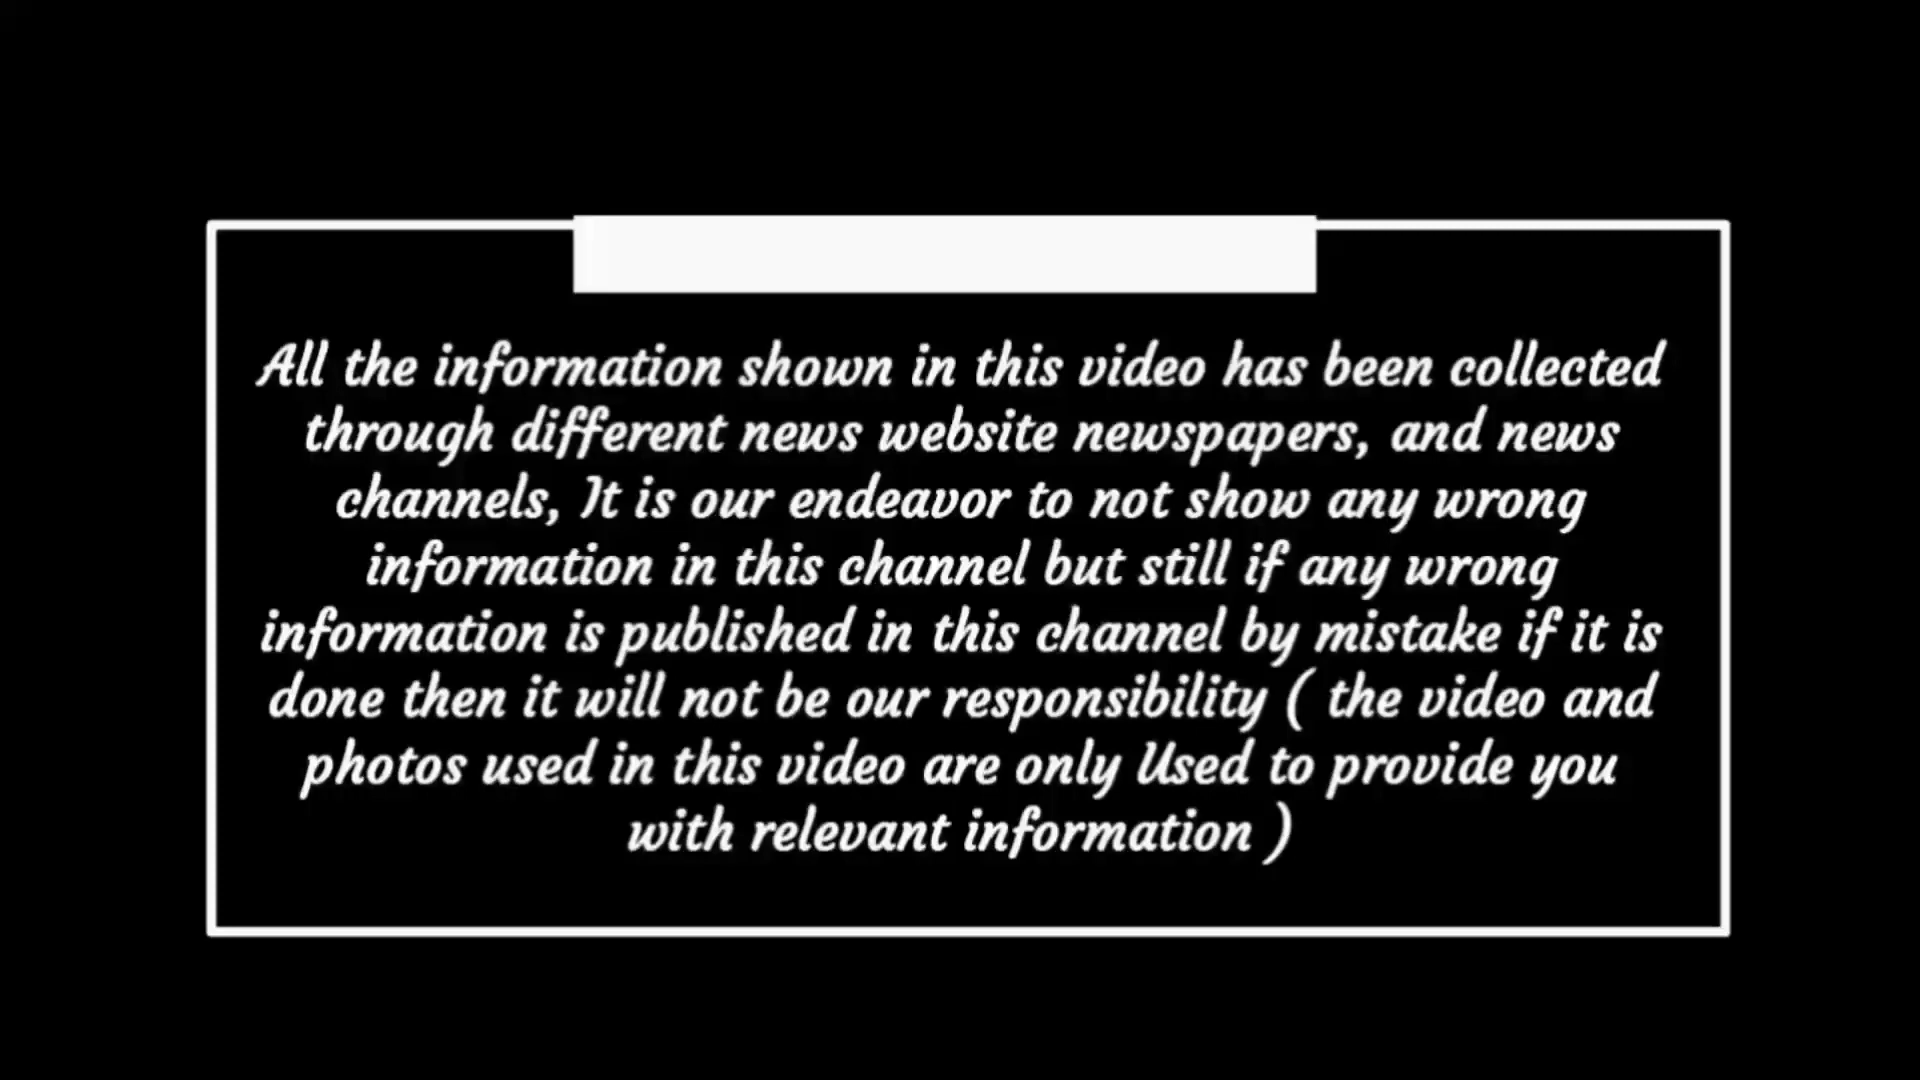 All the information shown in this video has been collected
through different news website newspapers, and news
channels, It is our endeavor to not show any wrong
information in this channel but still if any wrong
information is published in this channel by mistake if it is
done then it will not be our responsibility ( the video and
photos used in this video are only Used to provide you
with relevant information )